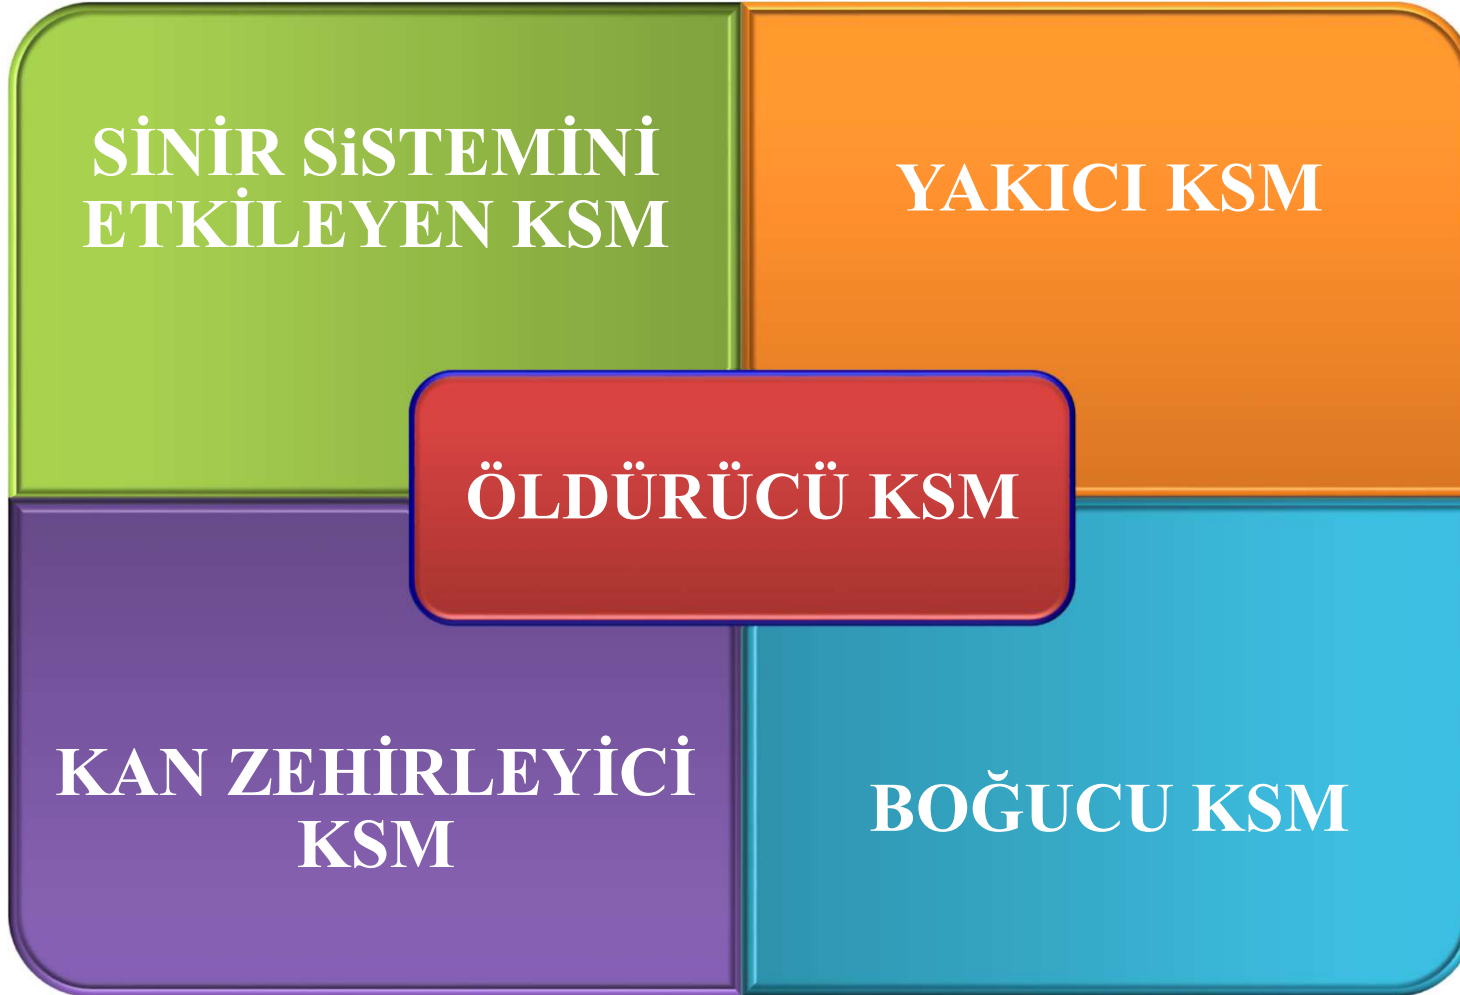 SİNİR SiSTEMİNİ
ETKİLEYEN KSM
YAKICI KSM
ÖLDÜRÜCÜ KSM
KAN ZEHİRLEYİCİ
KSM
BOĞUCU KSM